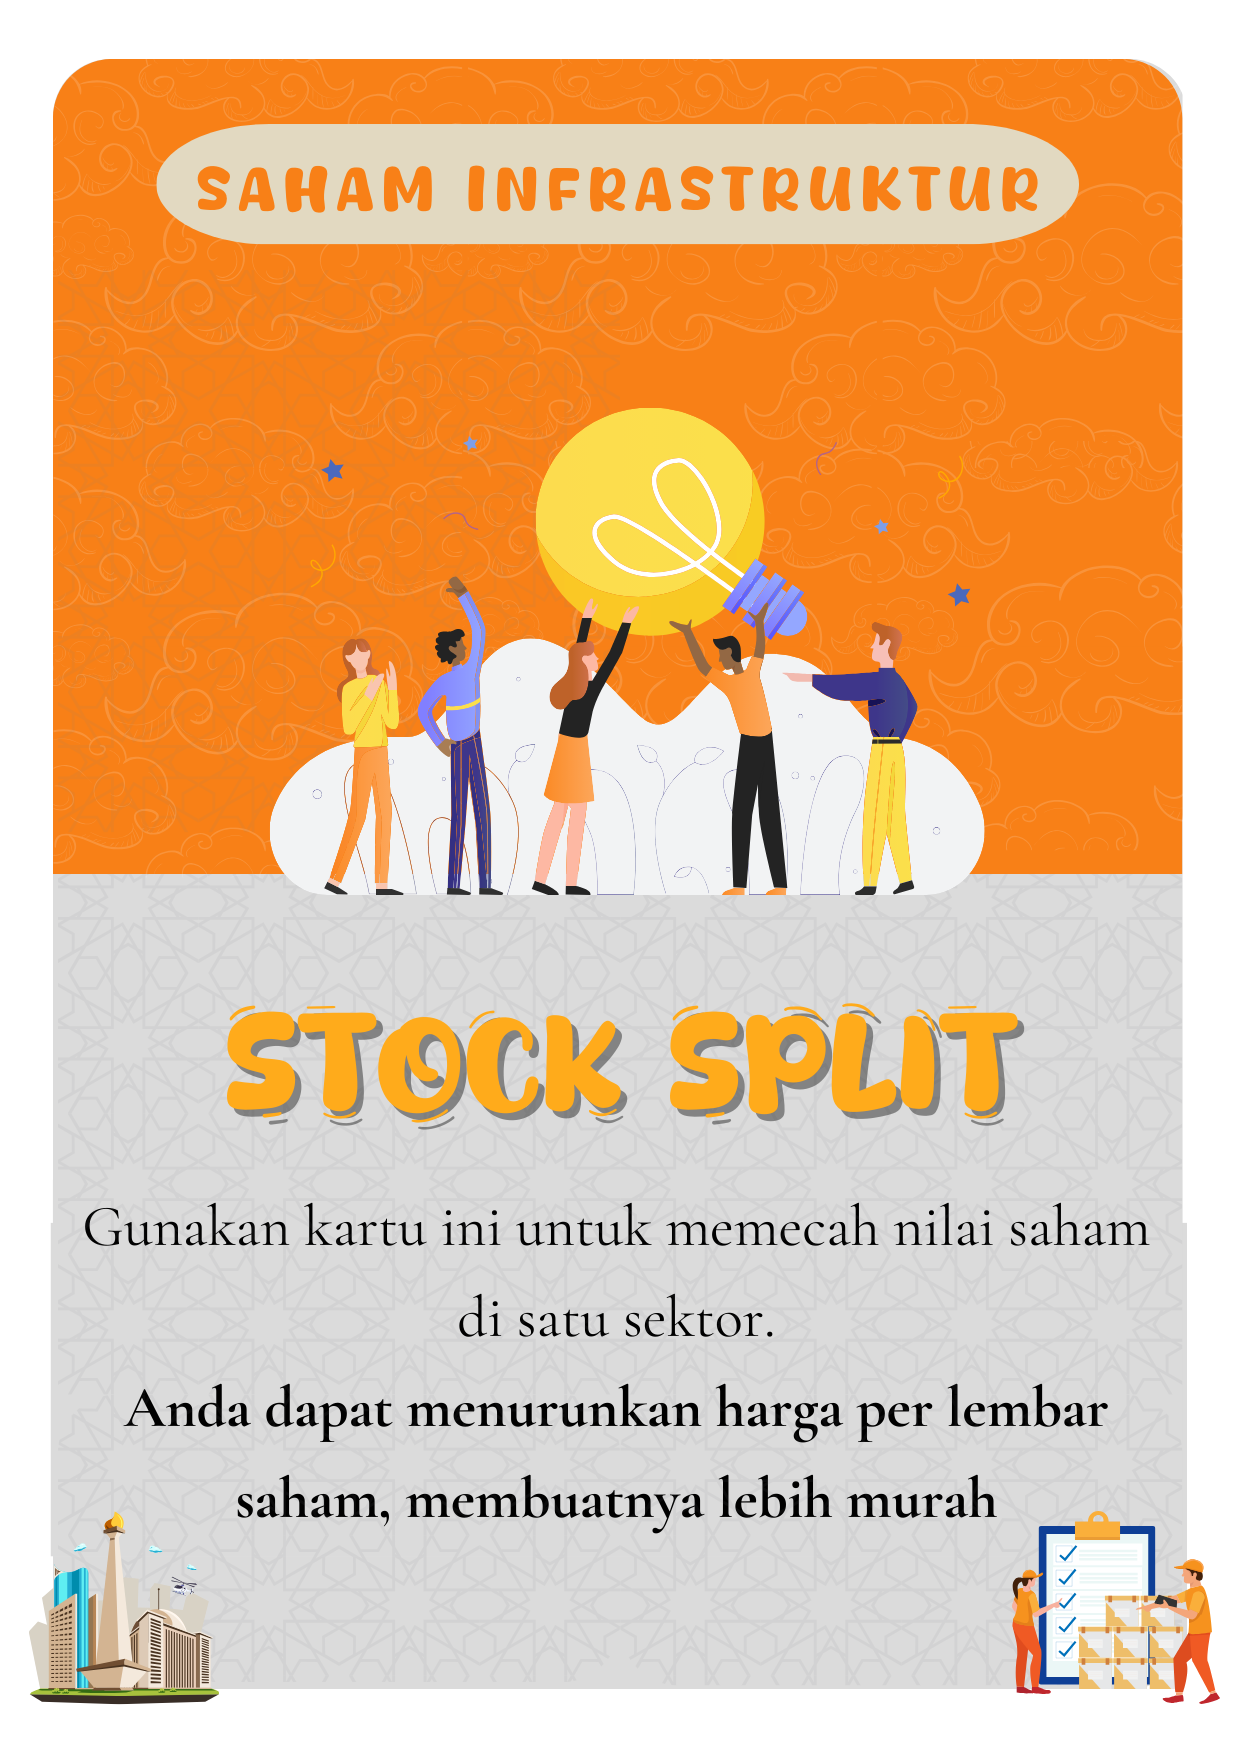 SAHAM INFRASTRUKTUR
STOCK SPLIT
Gunakan kartu ini untuk memecah nilai saham
di satu sektor.
Anda dapat menurunkan harga per lembar
saham, membuatnya lebih murah